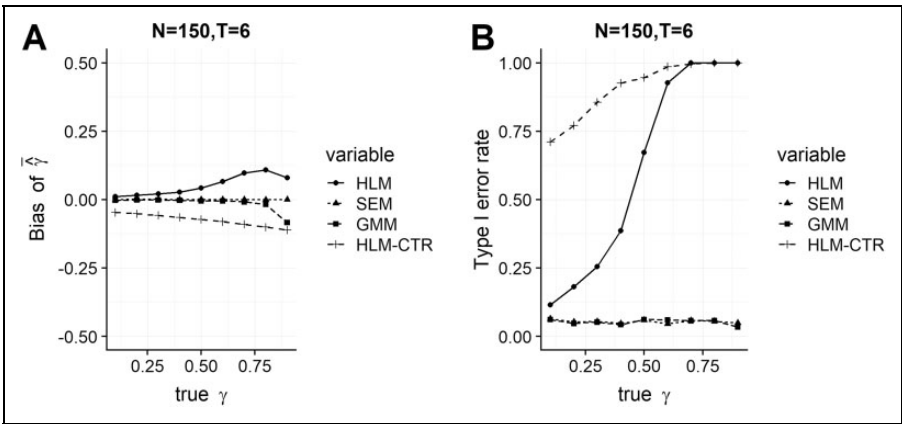 A
N=150,T=6
0.50
0.25
0.00
-0.25
-0.50
Bias of γ̂̅
0.25 0.50 0.75
true γ
variable
HLM
SEM
GMM
HLM-CTR
B
N=150,T=6
1.00
0.75
0.50
0.25
0.00
Type I error rate
0.25 0.50 0.75
true γ
variable
HLM
SEM
GMM
HLM-CTR